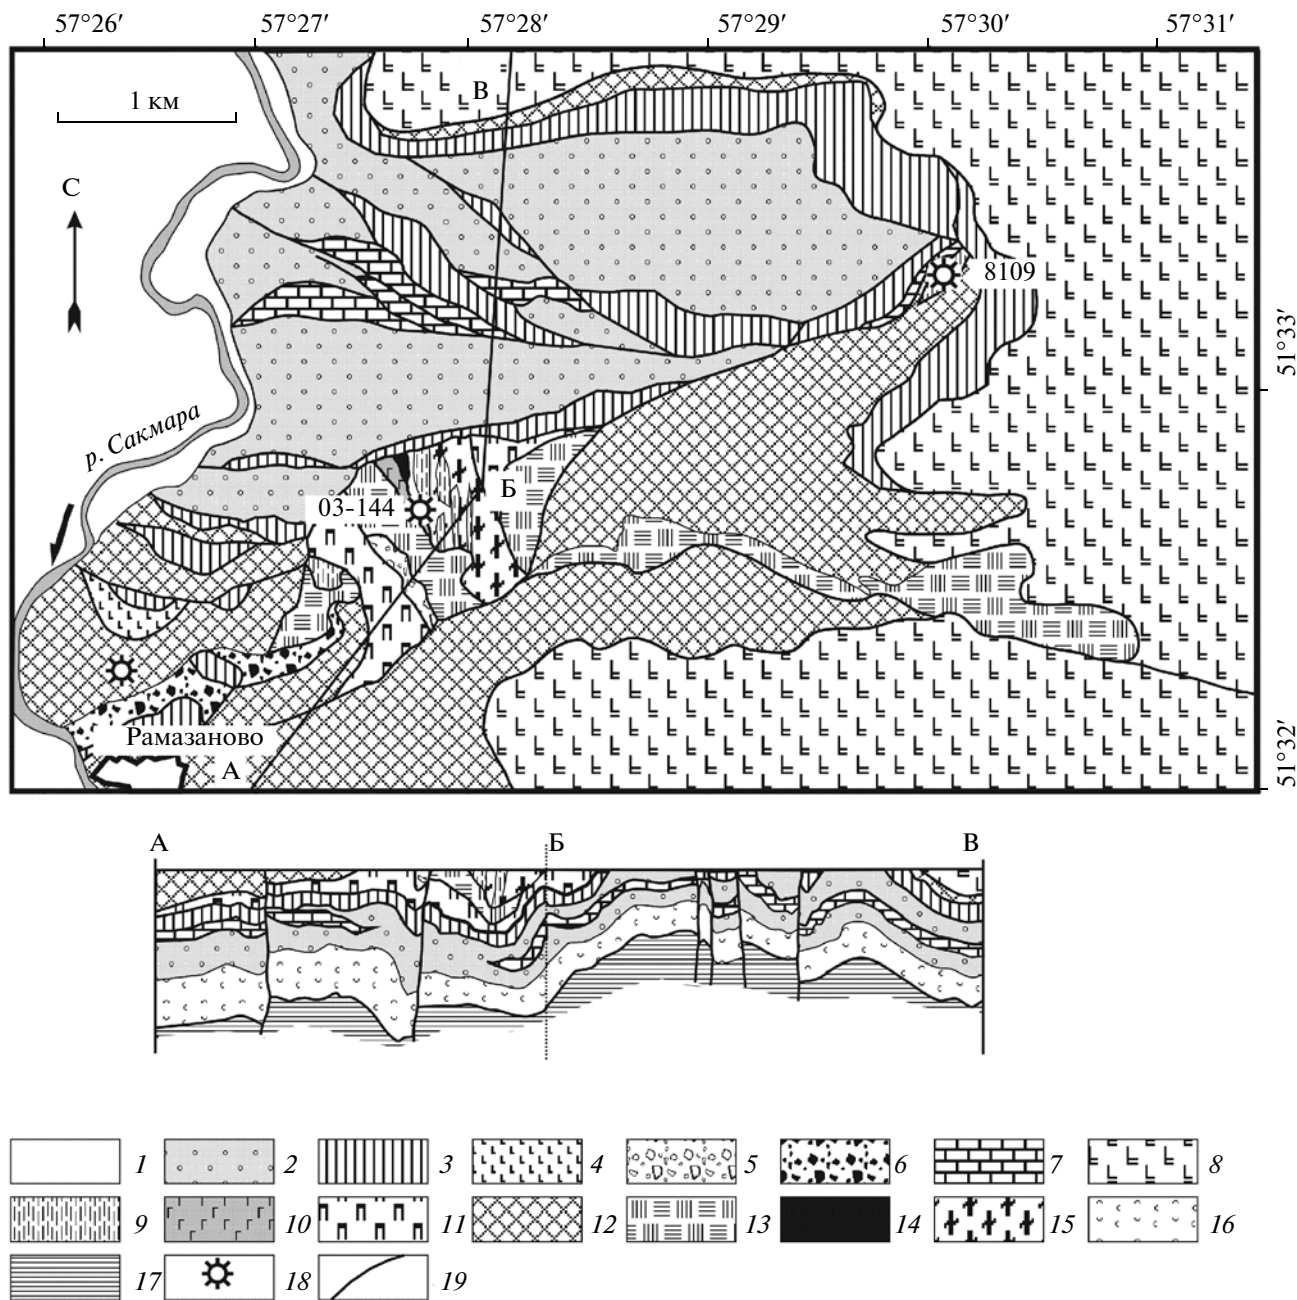 57°26′ 57°27′ 57°28′ 57°29′ 57°30′ 57°31′
1 км
В
С
8109
51°33′
р. Сакмара
Б
03-144
Рамазаново
А
51°32′
А Б В
1 2 3 4 5 6 7 8
9 10 11 12 13 14 15 16
17 18 19